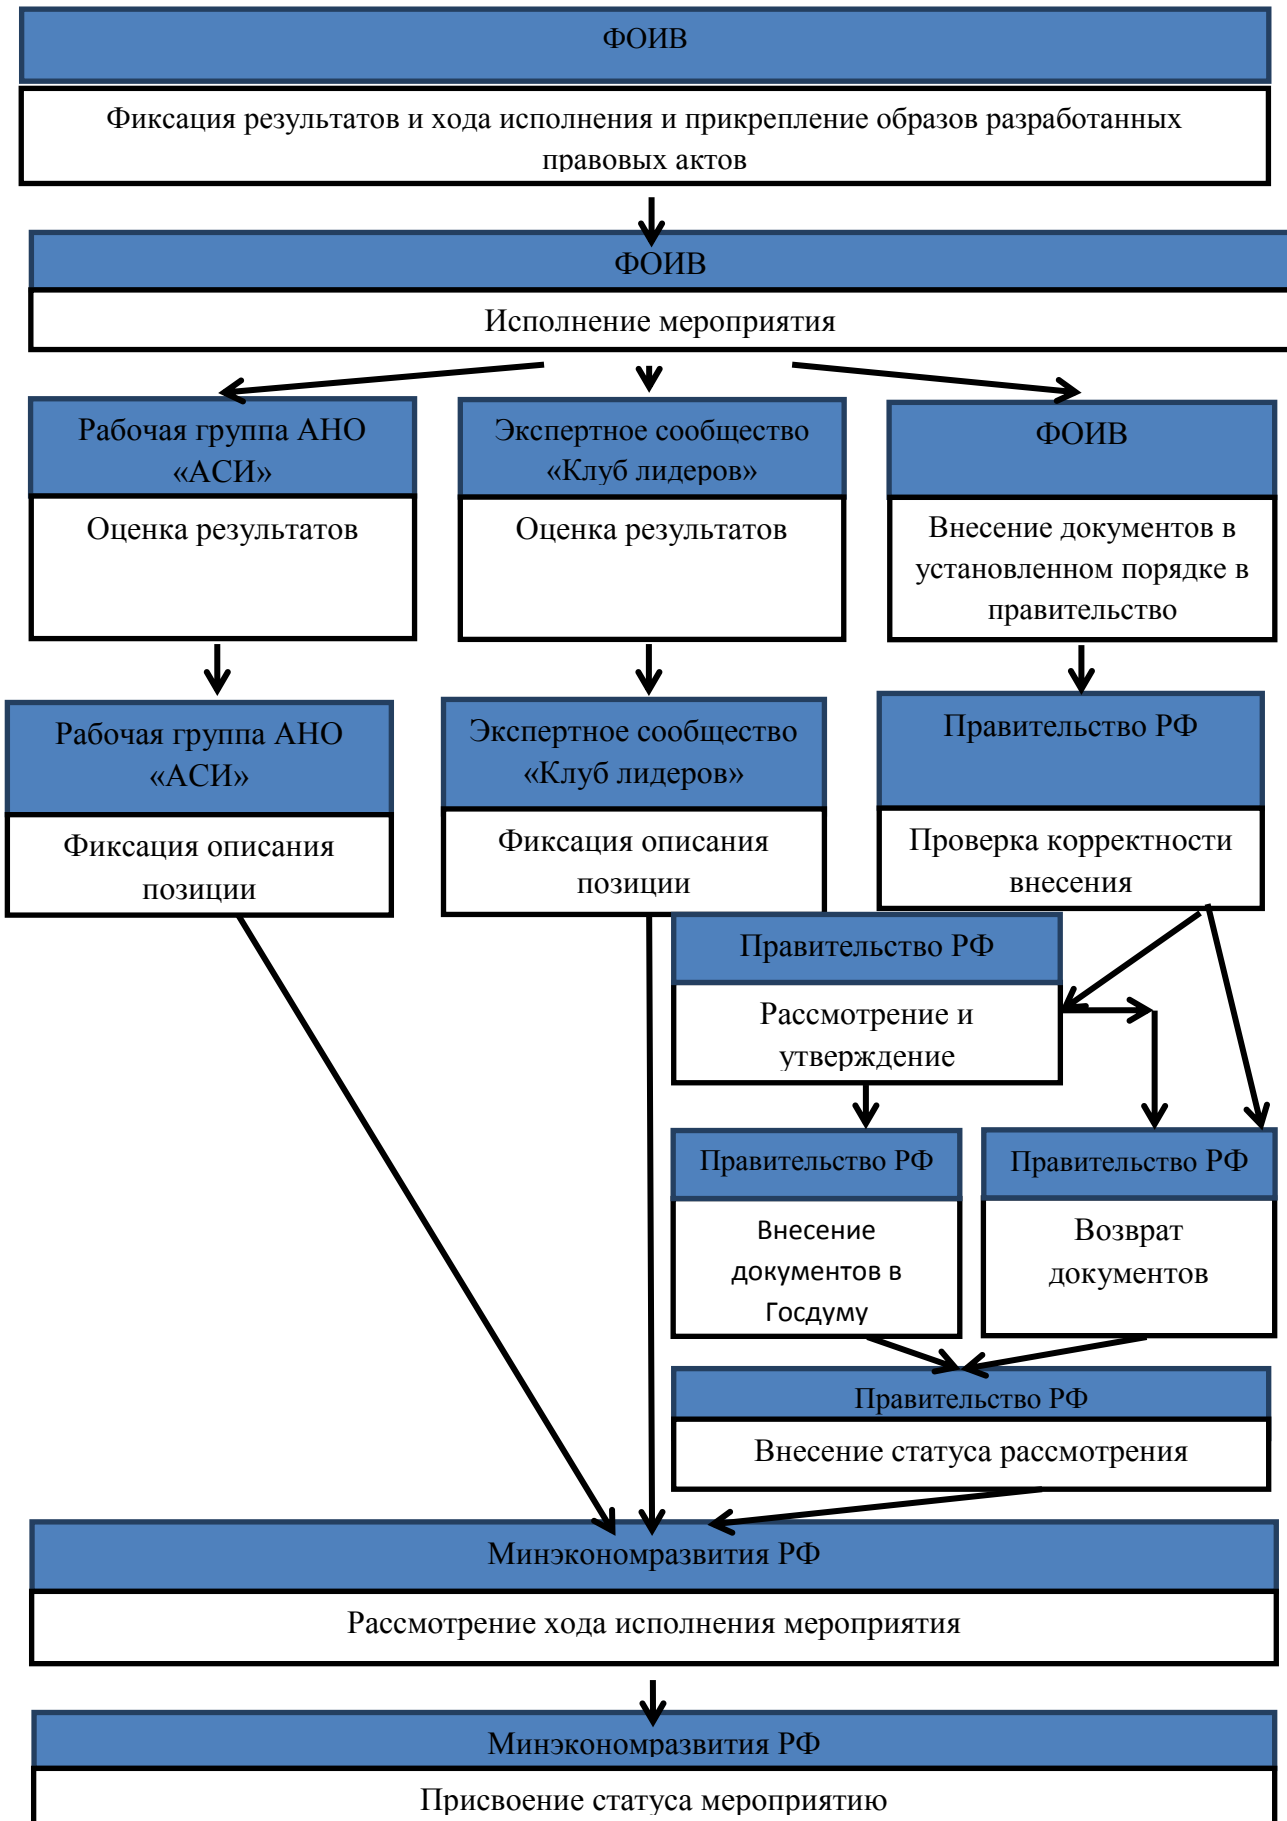 ФОИВ
Фиксация результатов и хода исполнения и прикрепление образов разработанных
правовых актов
ФОИВ
Исполнение мероприятия
Рабочая группа АНО
«АСИ»
Оценка результатов
Экспертное сообщество
«Клуб лидеров»
Оценка результатов
ФОИВ
Внесение документов в
установленном порядке в
правительство
Рабочая группа АНО
«АСИ»
Фиксация описания
позиции
Экспертное сообщество
«Клуб лидеров»
Фиксация описания
позиции
Правительство РФ
Проверка корректности
внесения
Правительство РФ
Рассмотрение и
утверждение
Правительство РФ
Внесение
документов в
Госдуму
Правительство РФ
Возврат
документов
Правительство РФ
Внесение статуса рассмотрения
Минэкономразвития РФ
Рассмотрение хода исполнения мероприятия
Минэкономразвития РФ
Присвоение статуса мероприятию